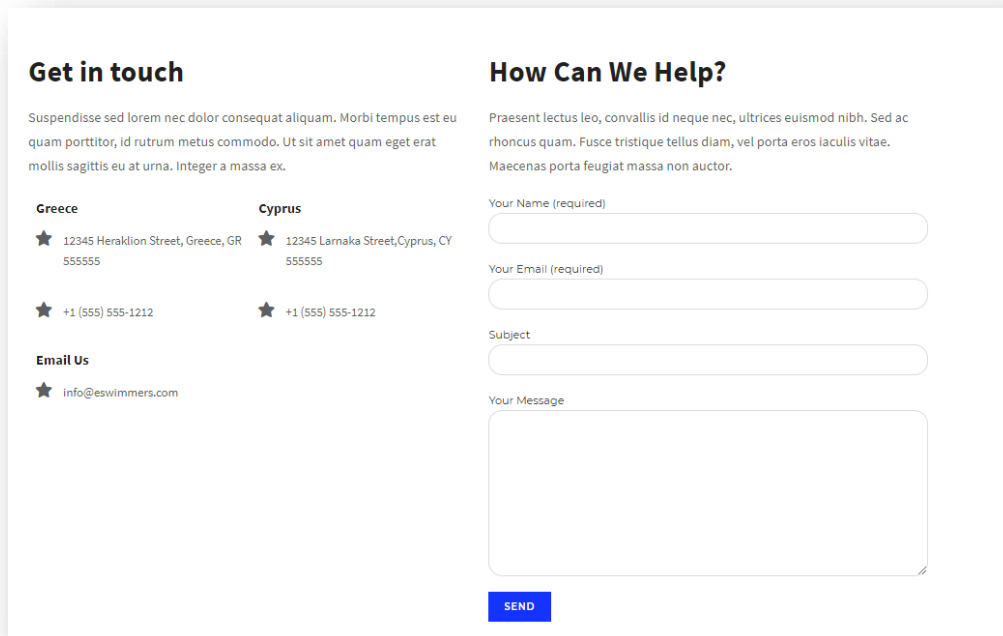 Get in touch
Suspendisse sed lorem nec dolor consequat aliquam. Morbi tempus est eu
quam porttitor, id rutrum metus commodo. Ut sit amet quam eget erat
mollis sagittis eu at urna. Integer a massa ex.
Greece
12345 Heraklion Street, Greece, GR
555555
+1 (555) 555-1212
Cyprus
12345 Larnaka Street,Cyprus, CY
555555
+1 (555) 555-1212
Email Us
info@eswimmers.com
How Can We Help?
Praesent lectus leo, convallis id neque nec, ultrices euismod nibh. Sed ac
rhoncus quam. Fusce tristique tellus diam, vel porta eros iaculis vitae.
Maecenas porta feugiat massa non auctor.
Your Name (required)
Your Email (required)
Subject
Your Message
SEND